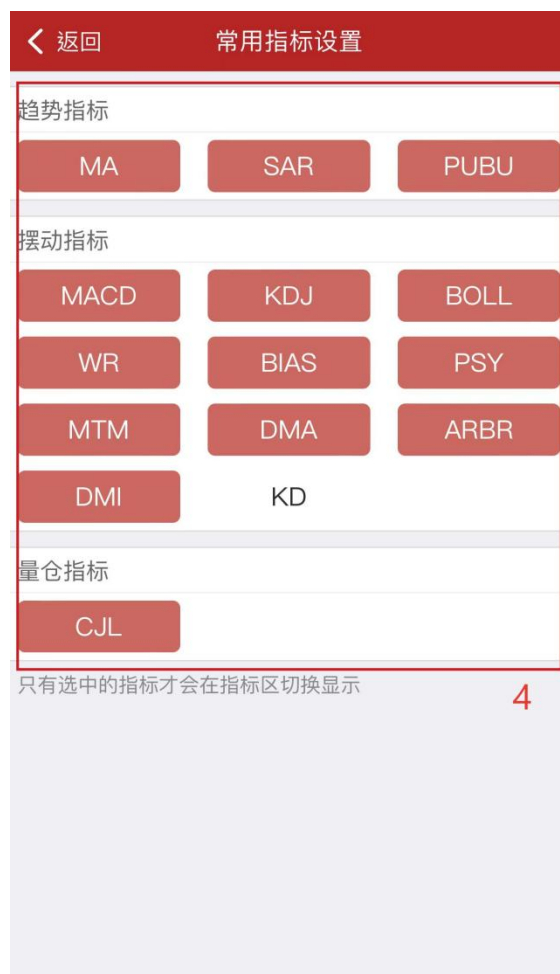 返回 常用指标设置
趋势指标
MA SAR PUBU
摆动指标
MACD KDJ BOLL
WR BIAS PSY
MTM DMA ARBR
DMI KD
量仓指标
CJL
只有选中的指标才会在指标区切换显示
4